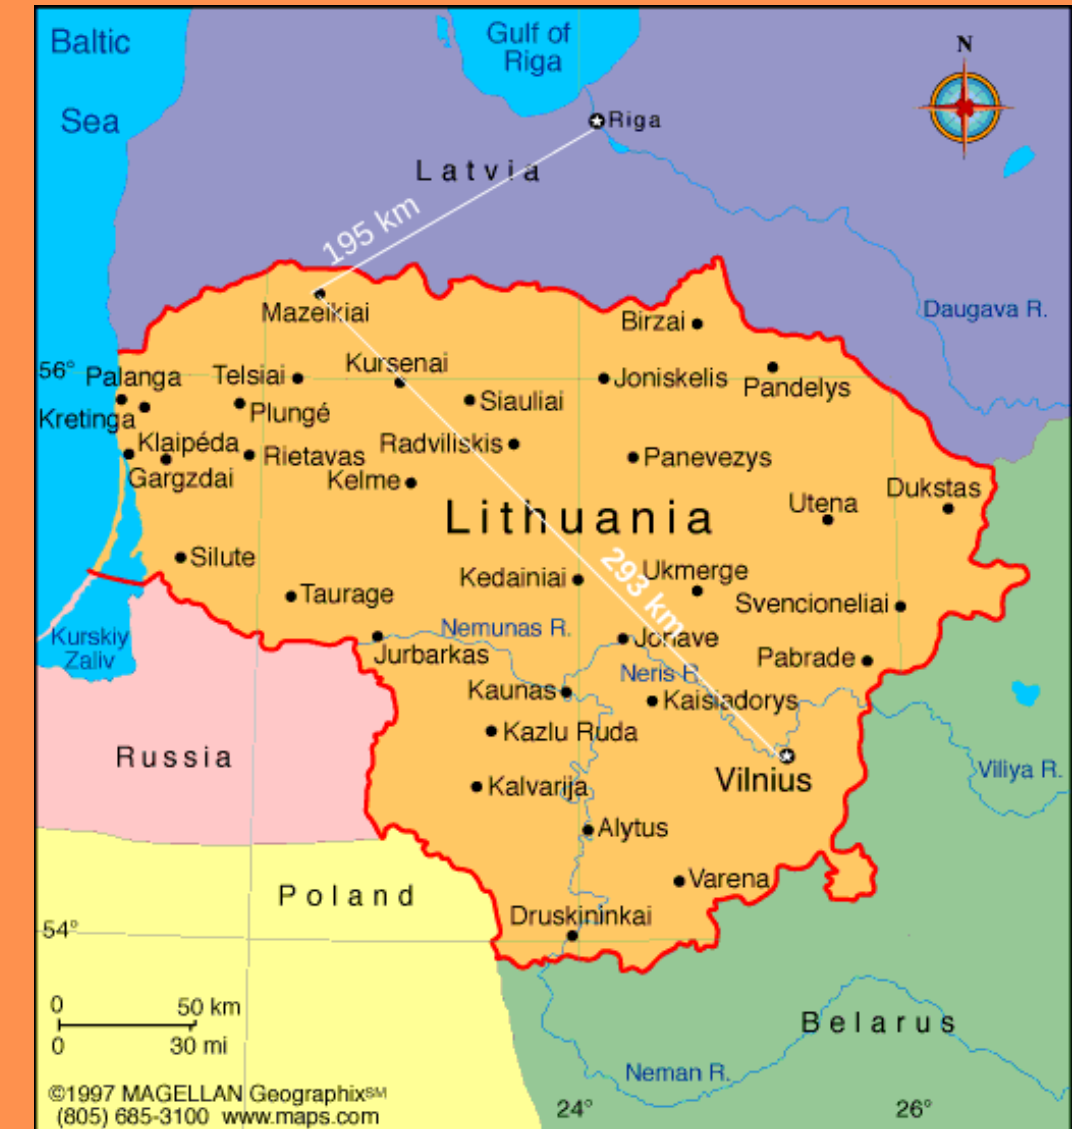 Baltic
Sea
Gulf of
Riga
N
Riga
Latvia
195 km
Mazeikiai
Daugava R.
Birzai
56°
Palanga
Telsiai
Kursenai
Joniskelis
Pandelys
Kretinga
Plungé
Siauliai
Klaipéda
Rietavas
Radviliskis
Panevezys
Gargzdai
Kelme
Dukstas
Utena
Lithuania
Silute
Kedainiai
293 km
Ukmerge
Taurage
Svencioneliai
Kurskiy
Zaliv
Nemunas R.
Jonave
Jurbarkas
Pabrade
Neris R.
Kaunas
Kaisiadorys
Kazlu Ruda
Russia
Vilnius
Viliya R.
Kalvarija
Alytus
Poland
Varena
Druskininkai
54°
0 50 km
0 30 mi
Belarus
Neman R.
©1997 MAGELLAN Geographix℠
(805) 685-3100 www.maps.com
24°
26°